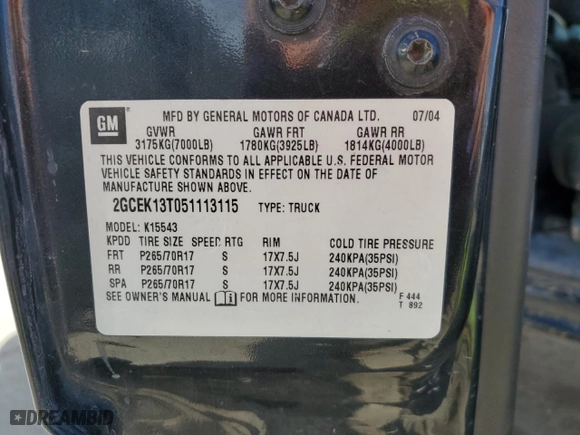 GM
MFD BY GENERAL MOTORS OF CANADA LTD. 07/04
GVWR GAWR FRT GAWR RR
3175KG(7000LB) 1780KG(3925LB) 1814KG(4000LB)
THIS VEHICLE CONFORMS TO ALL APPLICABLE U.S. FEDERAL MOTOR
VEHICLE SAFETY STANDARDS IN EFFECT ON THE DATE OF
MANUFACTURE SHOWN ABOVE.
2GCEK13T051113115 TYPE: TRUCK
MODEL: K15543
KPDD TIRE SIZE SPEED RTG RIM COLD TIRE PRESSURE
FRT P265/70R17 S 17X7.5J 240KPA(35PSI)
RR P265/70R17 S 17X7.5J 240KPA(35PSI)
SPA P265/70R17 S 17X7.5J 240KPA(35PSI)
SEE OWNER'S MANUAL FOR MORE INFORMATION. F 444
T 892
DREAMBID